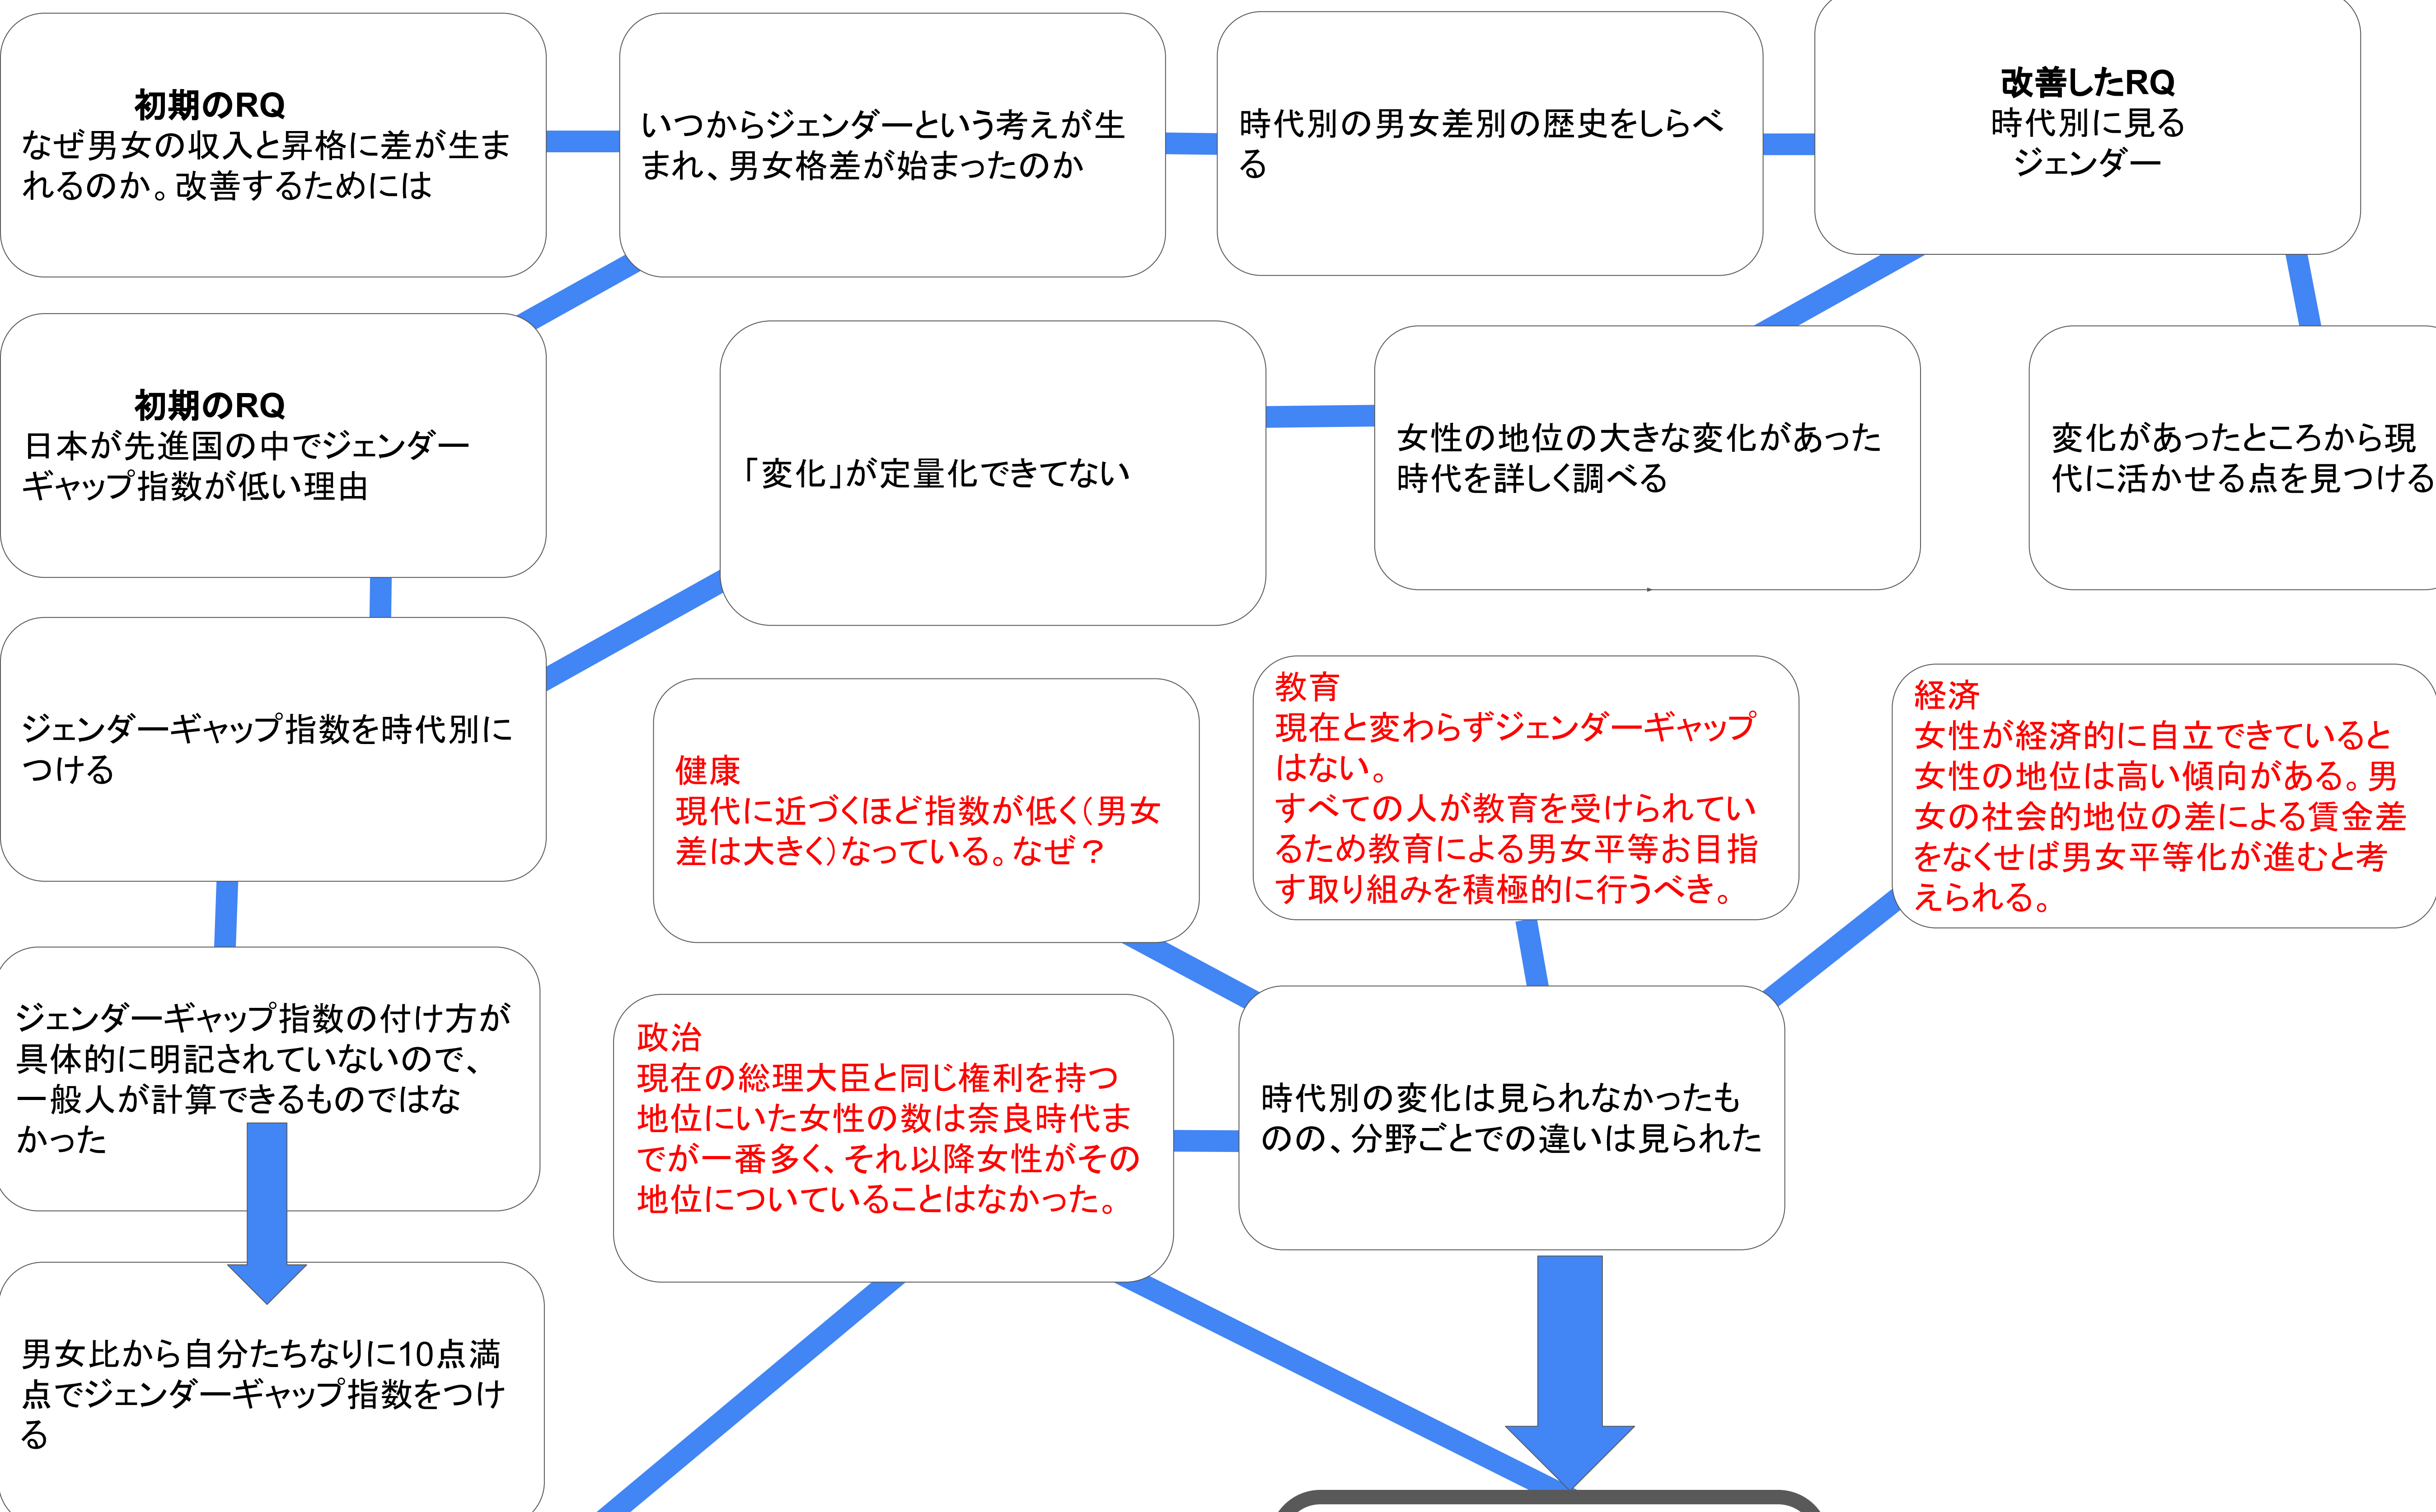 初期のRQ
なぜ男女の収入と昇格に差が生ま
れるのか。改善するためには
いつからジェンダーという考えが生
まれ、男女格差が始まったのか
時代別の男女差別の歴史をしらべ
る
改善したRQ
時代別に見る
ジェンダー
初期のRQ
日本が先進国の中でジェンダー
ギャップ指数が低い理由
「変化」が定量化できてない
女性の地位の大きな変化があった
時代を詳しく調べる
変化があったところから現
代に活かせる点を見つける
ジェンダーギャップ指数を時代別に
つける
健康
現代に近づくほど指数が低く（男女
差は大きく）なっている。なぜ？
教育
現在と変わらずジェンダーギャップ
はない。
すべての人が教育を受けられてい
るため教育による男女平等お目指
す取り組みを積極的に行うべき。
経済
女性が経済的に自立できていると
女性の地位は高い傾向がある。男
女の社会的地位の差による賃金差
をなくせば男女平等化が進むと考
えられる。
ジェンダーギャップ指数の付け方が
具体的に明記されていないので、
一般人が計算できるものではな
かった
政治
現在の総理大臣と同じ権利を持つ
地位にいた女性の数は奈良時代ま
でが一番多く、それ以降女性がその
地位についていることはなかった。
時代別の変化は見られなかったも
のの、分野ごとでの違いは見られた
男女比から自分たちなりに10点満
点でジェンダーギャップ指数をつけ
る